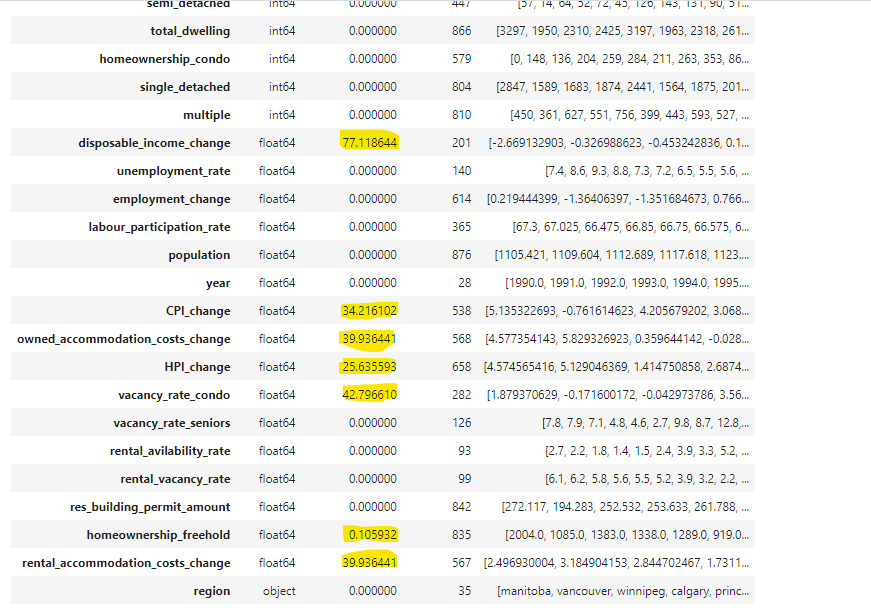 semi_detached int64 0.000000 447 [57, 14, 64, 52, 72, 45, 126, 143, 131, 90, 51...
total_dwelling int64 0.000000 866 [3297, 1950, 2310, 2425, 3197, 1963, 2318, 261...
homeownership_condo int64 0.000000 579 [0, 148, 136, 204, 259, 284, 211, 263, 353, 86...
single_detached int64 0.000000 804 [2847, 1589, 1683, 1874, 2441, 1564, 1875, 201...
multiple int64 0.000000 810 [450, 361, 627, 551, 756, 399, 443, 593, 527, ...
disposable_income_change float64 77.118644 201 [-2.669132903, -0.326988623, -0.453242836, 0.1...
unemployment_rate float64 0.000000 140 [7.4, 8.6, 9.3, 8.8, 7.3, 7.2, 6.5, 5.5, 5.6, ...
employment_change float64 0.000000 614 [0.219444399, -1.36406397, -1.351684673, 0.766...
labour_participation_rate float64 0.000000 365 [67.3, 67.025, 66.475, 66.85, 66.75, 66.575, 6...
population float64 0.000000 876 [1105.421, 1109.604, 1112.689, 1117.618, 1123....
year float64 0.000000 28 [1990.0, 1991.0, 1992.0, 1993.0, 1994.0, 1995....
CPI_change float64 34.216102 538 [5.135322693, -0.761614623, 4.205679202, 3.068...
owned_accommodation_costs_change float64 39.936441 568 [4.577354143, 5.829326923, 0.359644142, -0.028...
HPI_change float64 25.635593 658 [4.574565416, 5.129046369, 1.414750858, 2.6874...
vacancy_rate_condo float64 42.796610 282 [1.879370629, -0.171600172, -0.042973786, 3.56...
vacancy_rate_seniors float64 0.000000 126 [7.8, 7.9, 7.1, 4.8, 4.6, 2.7, 9.8, 8.7, 12.8,...
rental_avilability_rate float64 0.000000 93 [2.7, 2.2, 1.8, 1.4, 1.5, 2.4, 3.9, 3.3, 5.2, ...
rental_vacancy_rate float64 0.000000 99 [6.1, 6.2, 5.8, 5.6, 5.5, 5.2, 3.9, 3.2, 2.2, ...
res_building_permit_amount float64 0.000000 842 [272.117, 194.283, 252.532, 253.633, 261.788, ...
homeownership_freehold float64 0.105932 835 [2004.0, 1085.0, 1383.0, 1338.0, 1289.0, 919.0...
rental_accommodation_costs_change float64 39.936441 567 [2.496930004, 3.184904153, 2.844702467, 1.7311...
region object 0.000000 35 [manitoba, vancouver, winnipeg, calgary, princ...